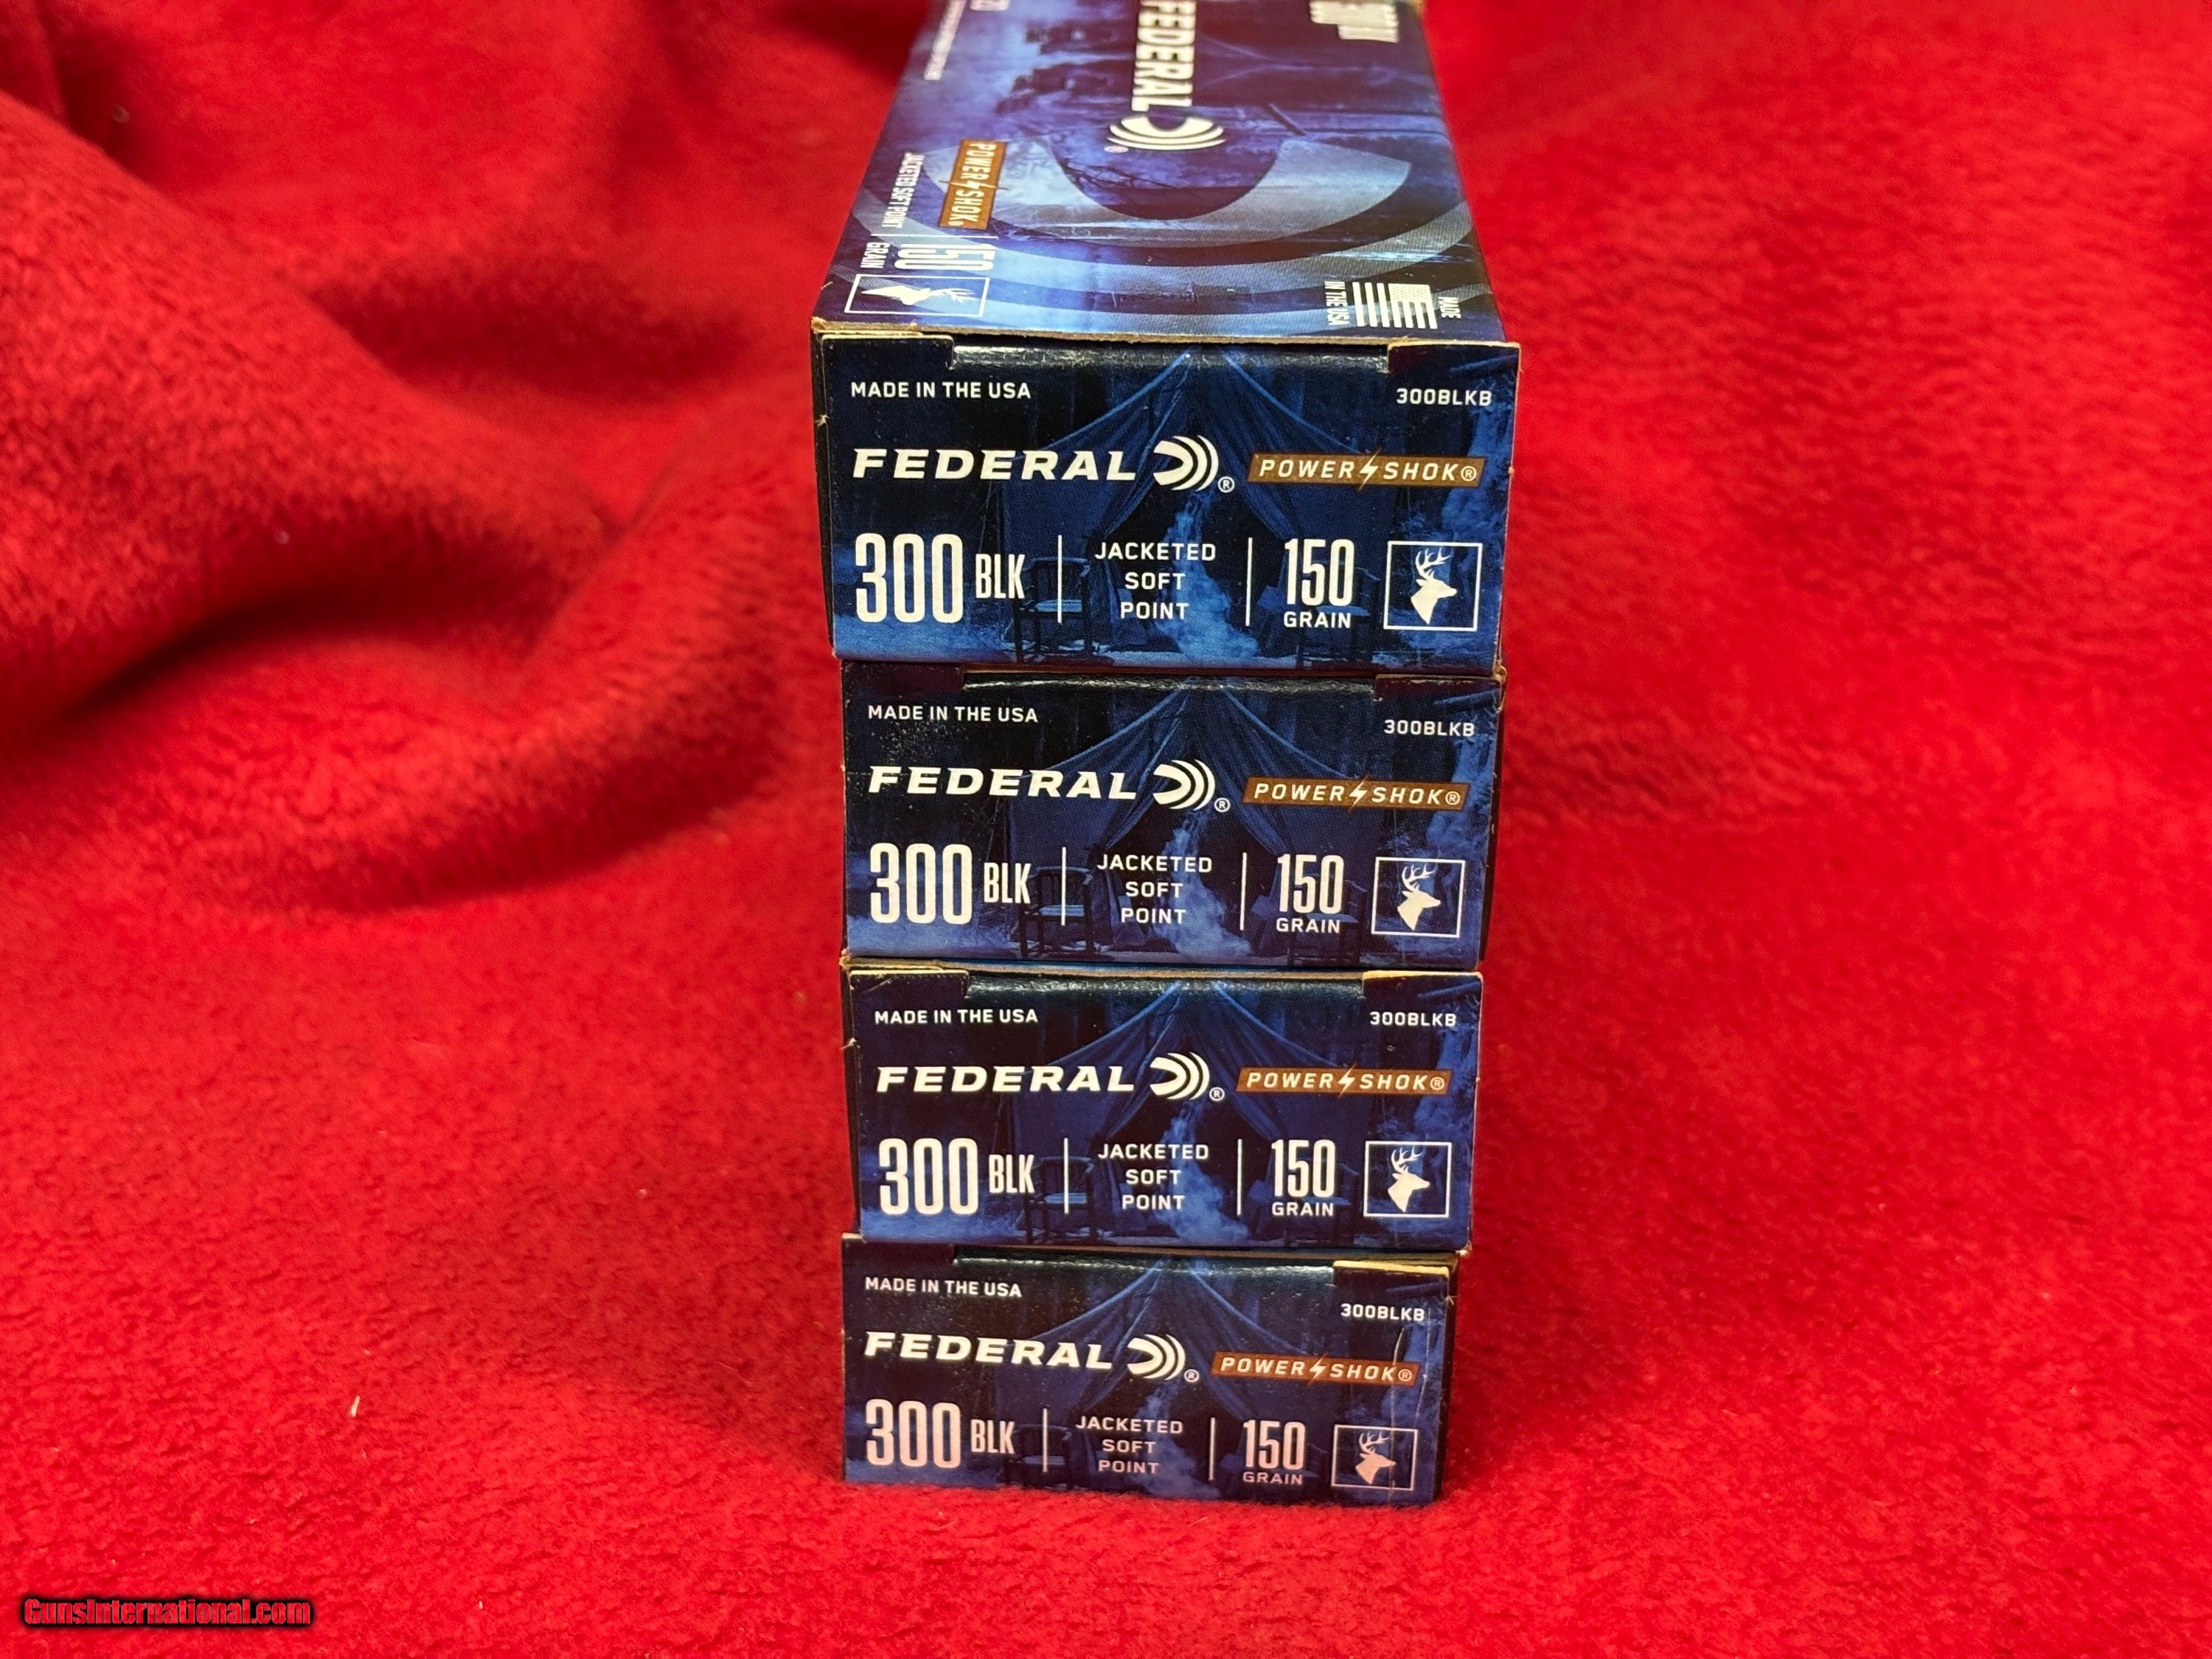 FEDERAL®
POWER SHOK®
JACKETED SOFT POINT
150
GRAIN
MADE
IN THE USA
MADE IN THE USA
300BLKB
FEDERAL® POWER SHOK®
300 BLK
JACKETED
SOFT
POINT
150
GRAIN
MADE IN THE USA
300BLKB
FEDERAL® POWER SHOK®
300 BLK
JACKETED
SOFT
POINT
150
GRAIN
MADE IN THE USA
300BLKB
FEDERAL® POWER SHOK®
300 BLK
JACKETED
SOFT
POINT
150
GRAIN
MADE IN THE USA
300BLKB
FEDERAL® POWER SHOK®
300 BLK
JACKETED
SOFT
POINT
150
GRAIN
GunsInternational.com